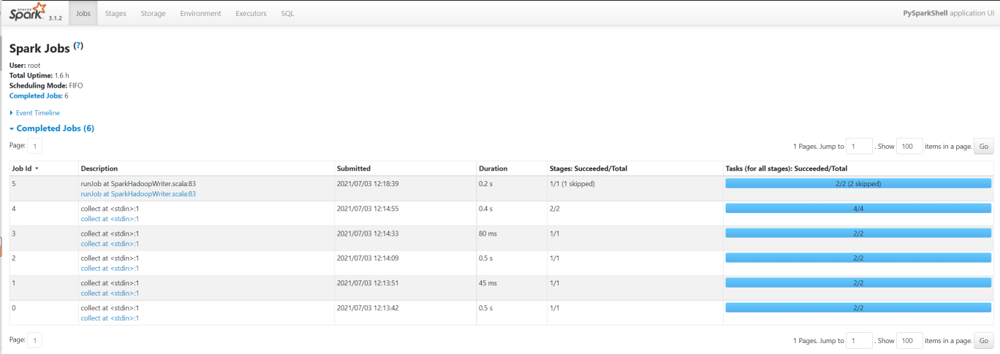 APACHE Spark 3.1.2 Jobs Stages Storage Environment Executors SQL PySparkShell application UI
Spark Jobs (?)
User: root
Total Uptime: 1.6 h
Scheduling Mode: FIFO
Completed Jobs: 6
Event Timeline
Completed Jobs (6)
Page: 1 1 Pages. Jump to 1 . Show 100 items in a page. Go
Job Id Description Submitted Duration Stages: Succeeded/Total Tasks (for all stages): Succeeded/Total
5 runJob at SparkHadoopWriter.scala:83 2021/07/03 12:18:39 0.2 s 1/1 (1 skipped) 2/2 (2 skipped)
runJob at SparkHadoopWriter.scala:83
4 collect at <stdin>:1 2021/07/03 12:14:55 0.4 s 2/2 4/4
collect at <stdin>:1
3 collect at <stdin>:1 2021/07/03 12:14:33 80 ms 1/1 2/2
collect at <stdin>:1
2 collect at <stdin>:1 2021/07/03 12:14:09 0.5 s 1/1 2/2
collect at <stdin>:1
1 collect at <stdin>:1 2021/07/03 12:13:51 45 ms 1/1 2/2
collect at <stdin>:1
0 collect at <stdin>:1 2021/07/03 12:13:42 0.5 s 1/1 2/2
collect at <stdin>:1
Page: 1 1 Pages. Jump to 1 . Show 100 items in a page. Go